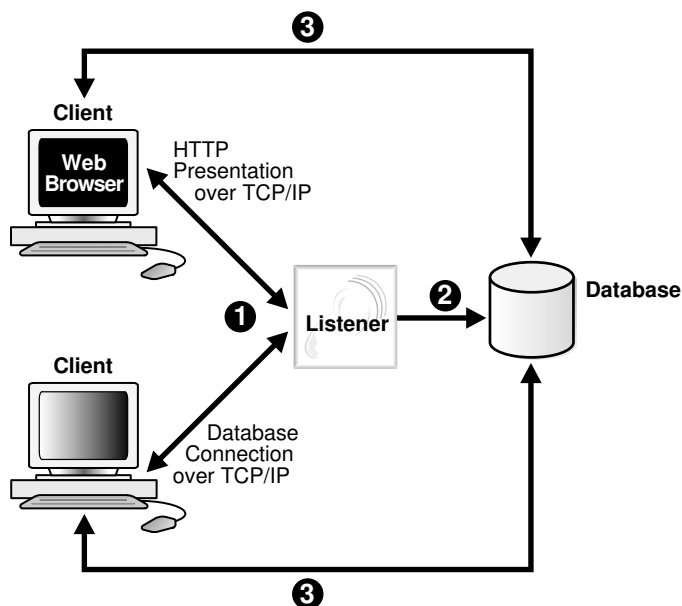 3
Client
Web
Browser
HTTP
Presentation
over TCP/IP
1
Listener
2
Database
Client
Database
Connection
over TCP/IP
3